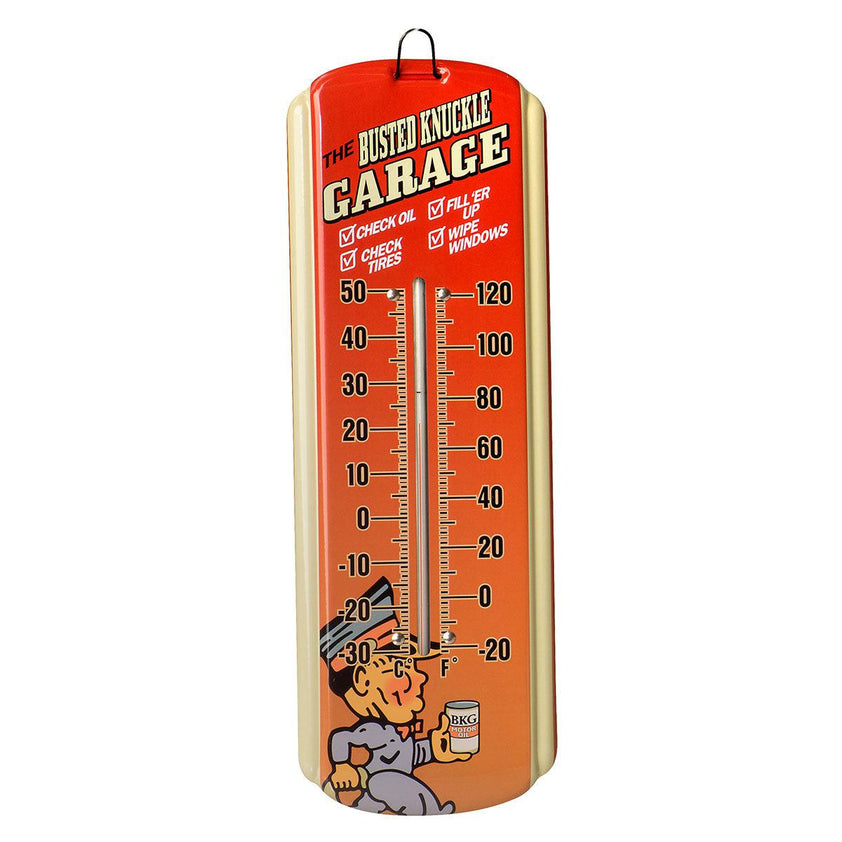 THE BUSTED KNUCKLE
GARAGE
CHECK OIL
CHECK
TIRES
FILL 'ER
UP
WIPE
WINDOWS
50 120
40 100
30 80
20 60
10 40
0 20
-10 0
-20 -20
-30
C° F°
BKG
MOTOR
OIL